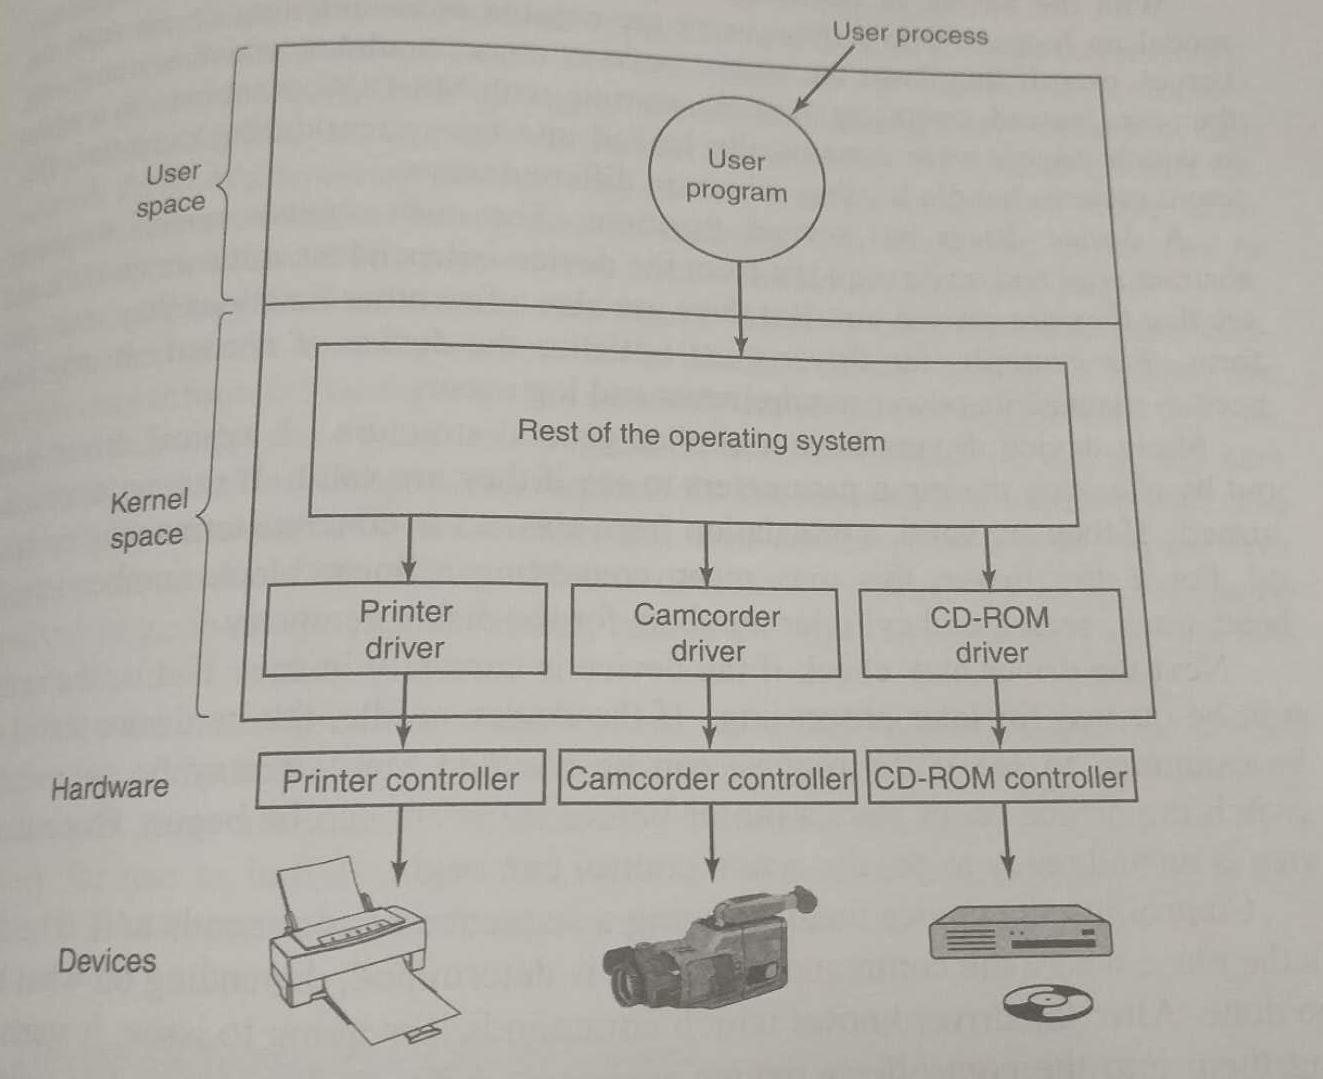 User process
User
space
User
program
Rest of the operating system
Kernel
space
Printer
driver
Camcorder
driver
CD-ROM
driver
Hardware
Printer controller
Camcorder controller
CD-ROM controller
Devices